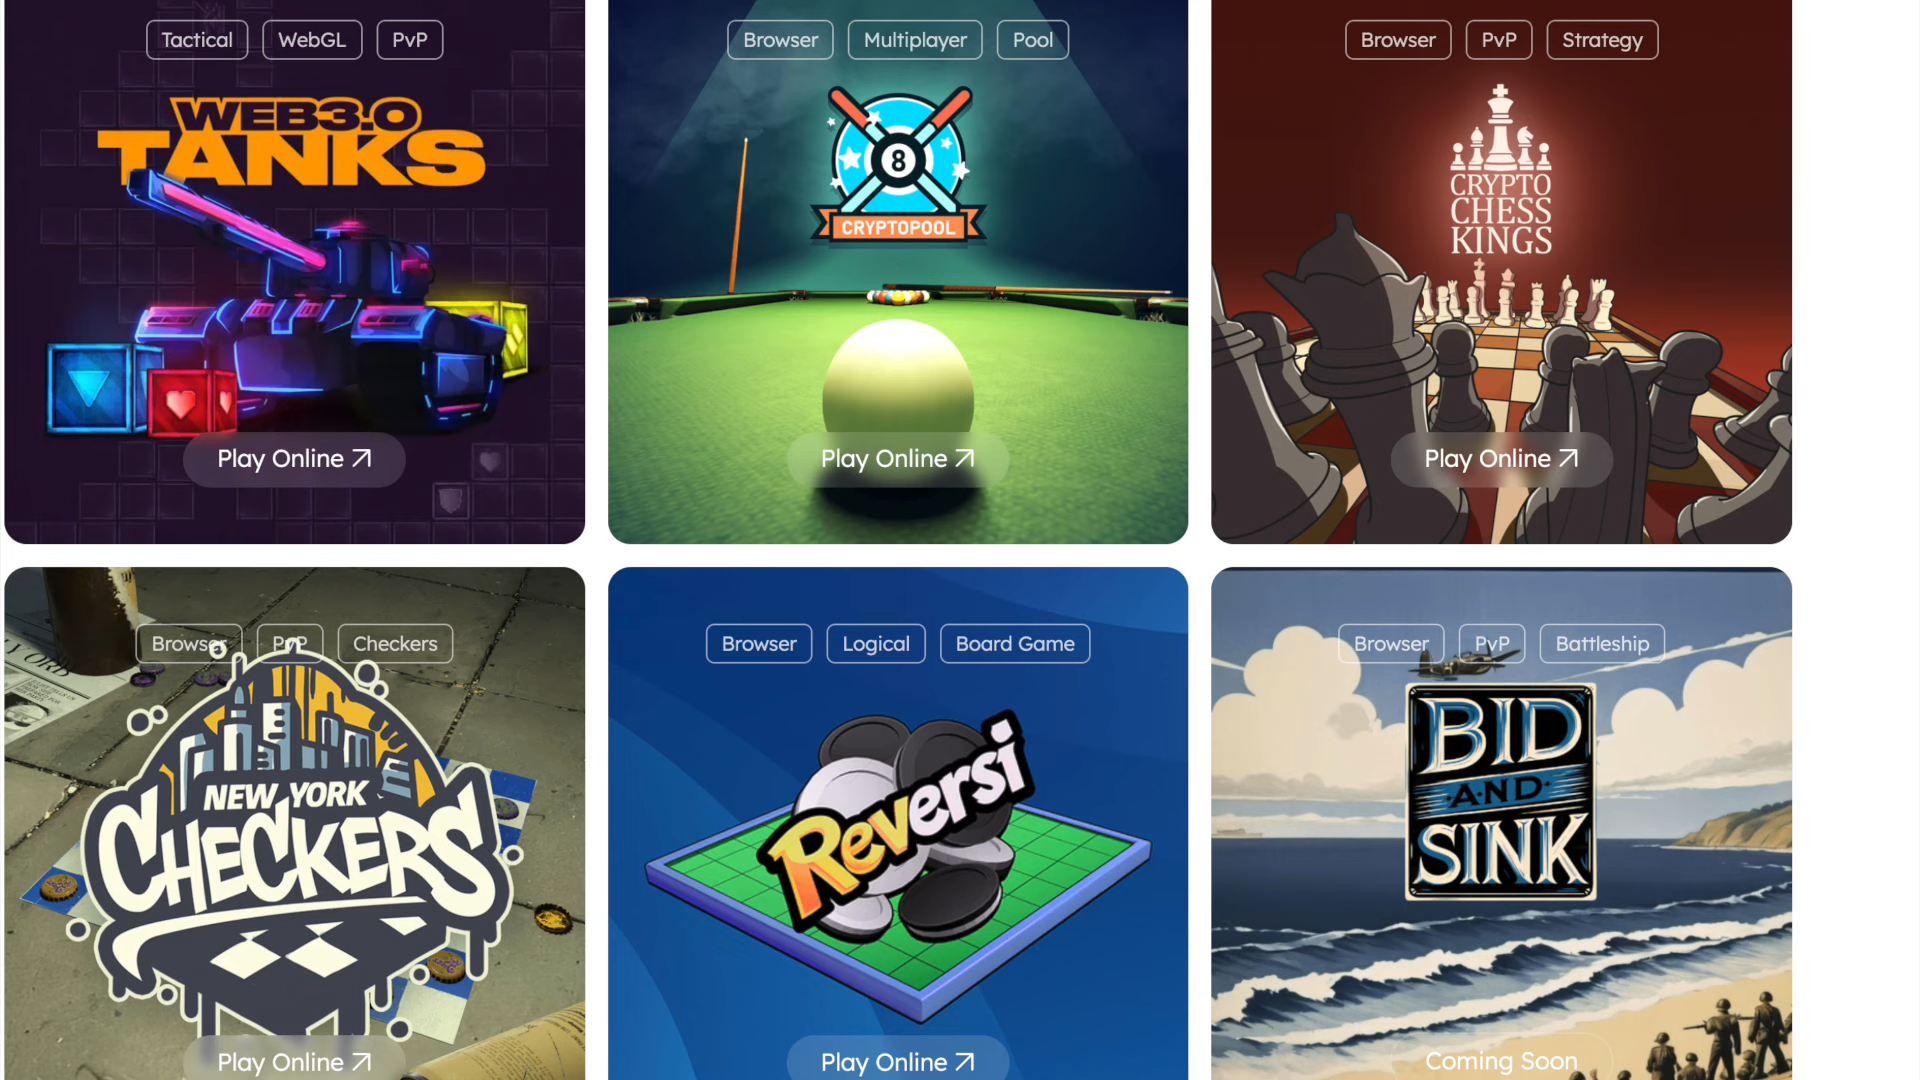 Tactical
WebGL
PvP
WEB3.0
TANKS
Play Online
Browser
Multiplayer
Pool
8
CRYPTOPOOL
Play Online
Browser
PvP
Strategy
CRYPTO
CHESS
KINGS
Play Online
Browser
PvP
Checkers
NEW YORK
CHECKERS
Play Online
Browser
Logical
Board Game
Reversi
Play Online
Browser
PvP
Battleship
BID
·AND·
SINK
Coming Soon